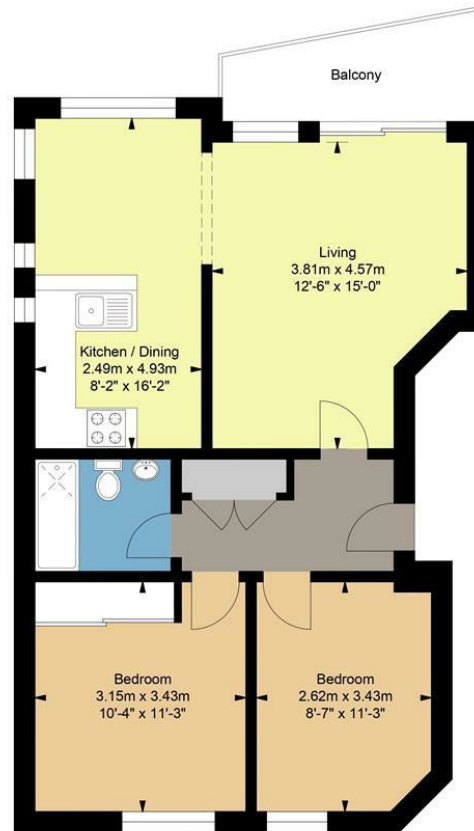 Balcony
Living
3.81m x 4.57m
12'-6" x 15'-0"
Kitchen / Dining
2.49m x 4.93m
8'-2" x 16'-2"
Bedroom
3.15m x 3.43m
10'-4" x 11'-3"
Bedroom
2.62m x 3.43m
8'-7" x 11'-3"